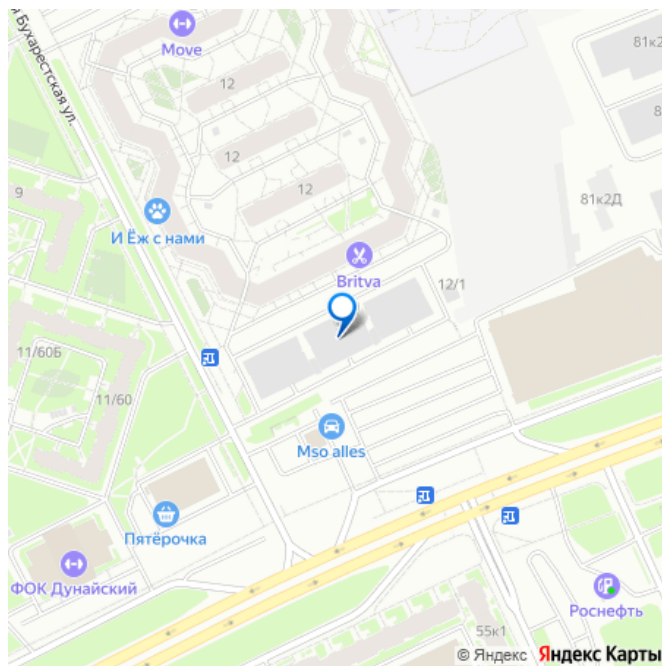 Move
я Бухарестская ул.
81к2
12
8
12
12
9
81к2Д
И Ёж с нами
Britva
12/1
11/60Б
11/60
Mso alles
Пятёрочка
ФОК Дунайский
Роснефть
55к1
© Яндекс Яндекс Карты